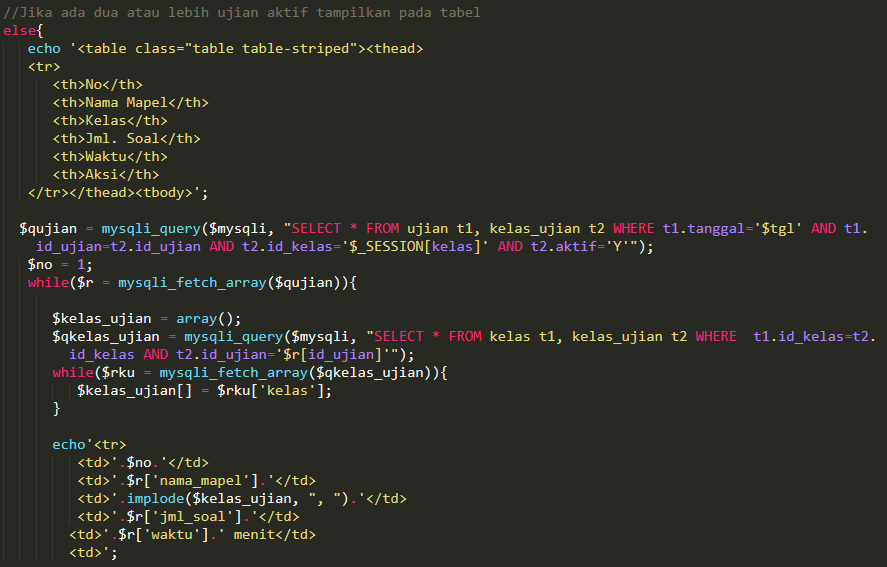 //Jika ada dua atau lebih ujian aktif tampilkan pada tabel
else{
echo '<table class="table table-striped"><thead>
<tr>
<th>No</th>
<th>Nama Mapel</th>
<th>Kelas</th>
<th>Jml. Soal</th>
<th>Waktu</th>
<th>Aksi</th>
</tr></thead><tbody>';
$qujian = mysqli_query($mysqli, "SELECT * FROM ujian t1, kelas_ujian t2 WHERE t1.tanggal='$tgl' AND t1.
id_ujian=t2.id_ujian AND t2.id_kelas='$_SESSION[kelas]' AND t2.aktif='Y'");
$no = 1;
while($r = mysqli_fetch_array($qujian)){
$kelas_ujian = array();
$qkelas_ujian = mysqli_query($mysqli, "SELECT * FROM kelas t1, kelas_ujian t2 WHERE  t1.id_kelas=t2.
id_kelas AND t2.id_ujian='$r[id_ujian]'");
while($rku = mysqli_fetch_array($qkelas_ujian)){
$kelas_ujian[] = $rku['kelas'];
}
echo'<tr>
<td>'.$no.'</td>
<td>'.$r['nama_mapel'].'</td>
<td>'.implode($kelas_ujian, ", ").'</td>
<td>'.$r['jml_soal'].'</td>
<td>'.$r['waktu'].' menit</td>
<td>';